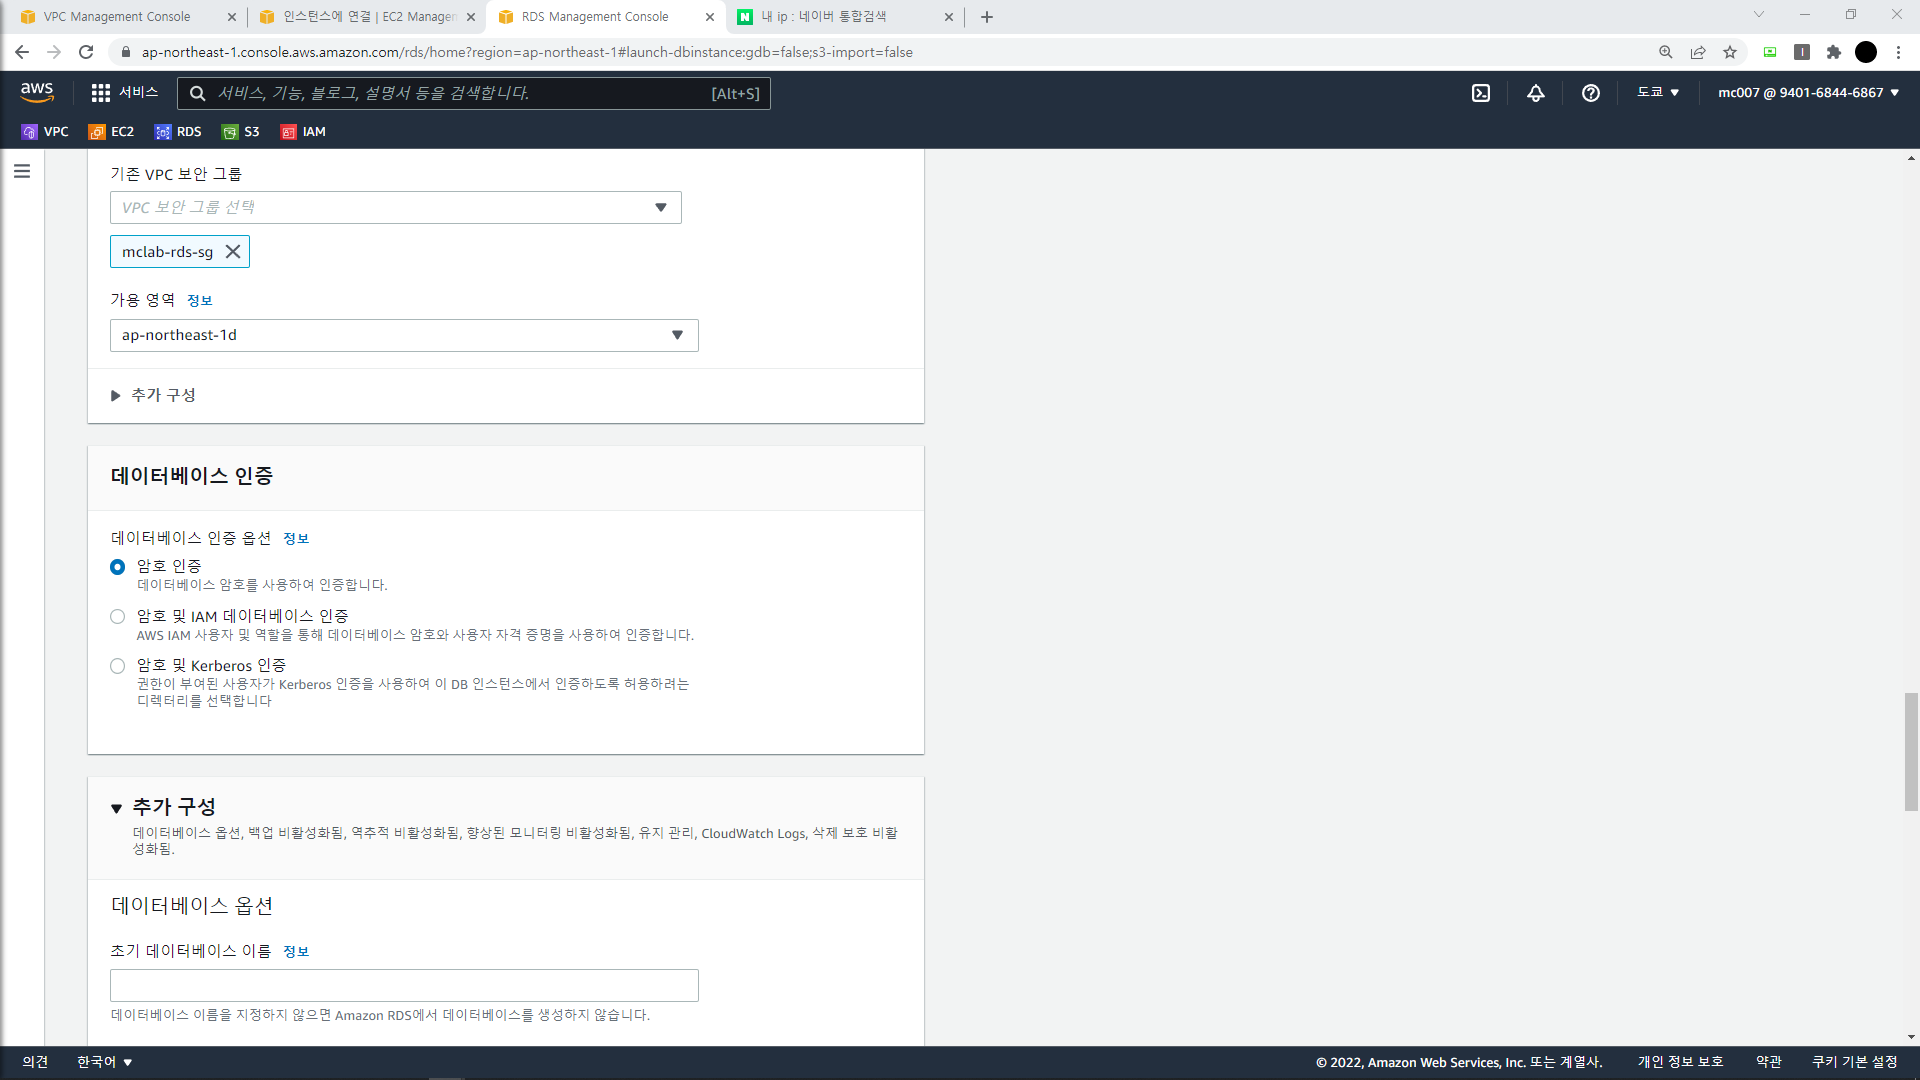 VPC Management Console
인스턴스에 연결 | EC2 Managen
RDS Management Console
내 ip : 네이버 통합검색
ap-northeast-1.console.aws.amazon.com/rds/home?region=ap-northeast-1#launch-dbinstance:gdb=false;s3-import=false
aws
서비스
서비스, 기능, 블로그, 설명서 등을 검색합니다.
[Alt+S]
도쿄
mc007 @ 9401-6844-6867
VPC
EC2
RDS
S3
IAM
기존 VPC 보안 그룹
VPC 보안 그룹 선택
mclab-rds-sg
가용 영역 정보
ap-northeast-1d
추가 구성
데이터베이스 인증
데이터베이스 인증 옵션 정보
암호 인증
데이터베이스 암호를 사용하여 인증합니다.
암호 및 IAM 데이터베이스 인증
AWS IAM 사용자 및 역할을 통해 데이터베이스 암호와 사용자 자격 증명을 사용하여 인증합니다.
암호 및 Kerberos 인증
권한이 부여된 사용자가 Kerberos 인증을 사용하여 이 DB 인스턴스에서 인증하도록 허용하려는
디렉터리를 선택합니다
추가 구성
데이터베이스 옵션, 백업 비활성화됨, 역추적 비활성화됨, 향상된 모니터링 비활성화됨, 유지 관리, CloudWatch Logs, 삭제 보호 비활
성화됨.
데이터베이스 옵션
초기 데이터베이스 이름 정보
데이터베이스 이름을 지정하지 않으면 Amazon RDS에서 데이터베이스를 생성하지 않습니다.
의견
한국어
© 2022, Amazon Web Services, Inc. 또는 계열사.
개인 정보 보호
약관
쿠키 기본 설정